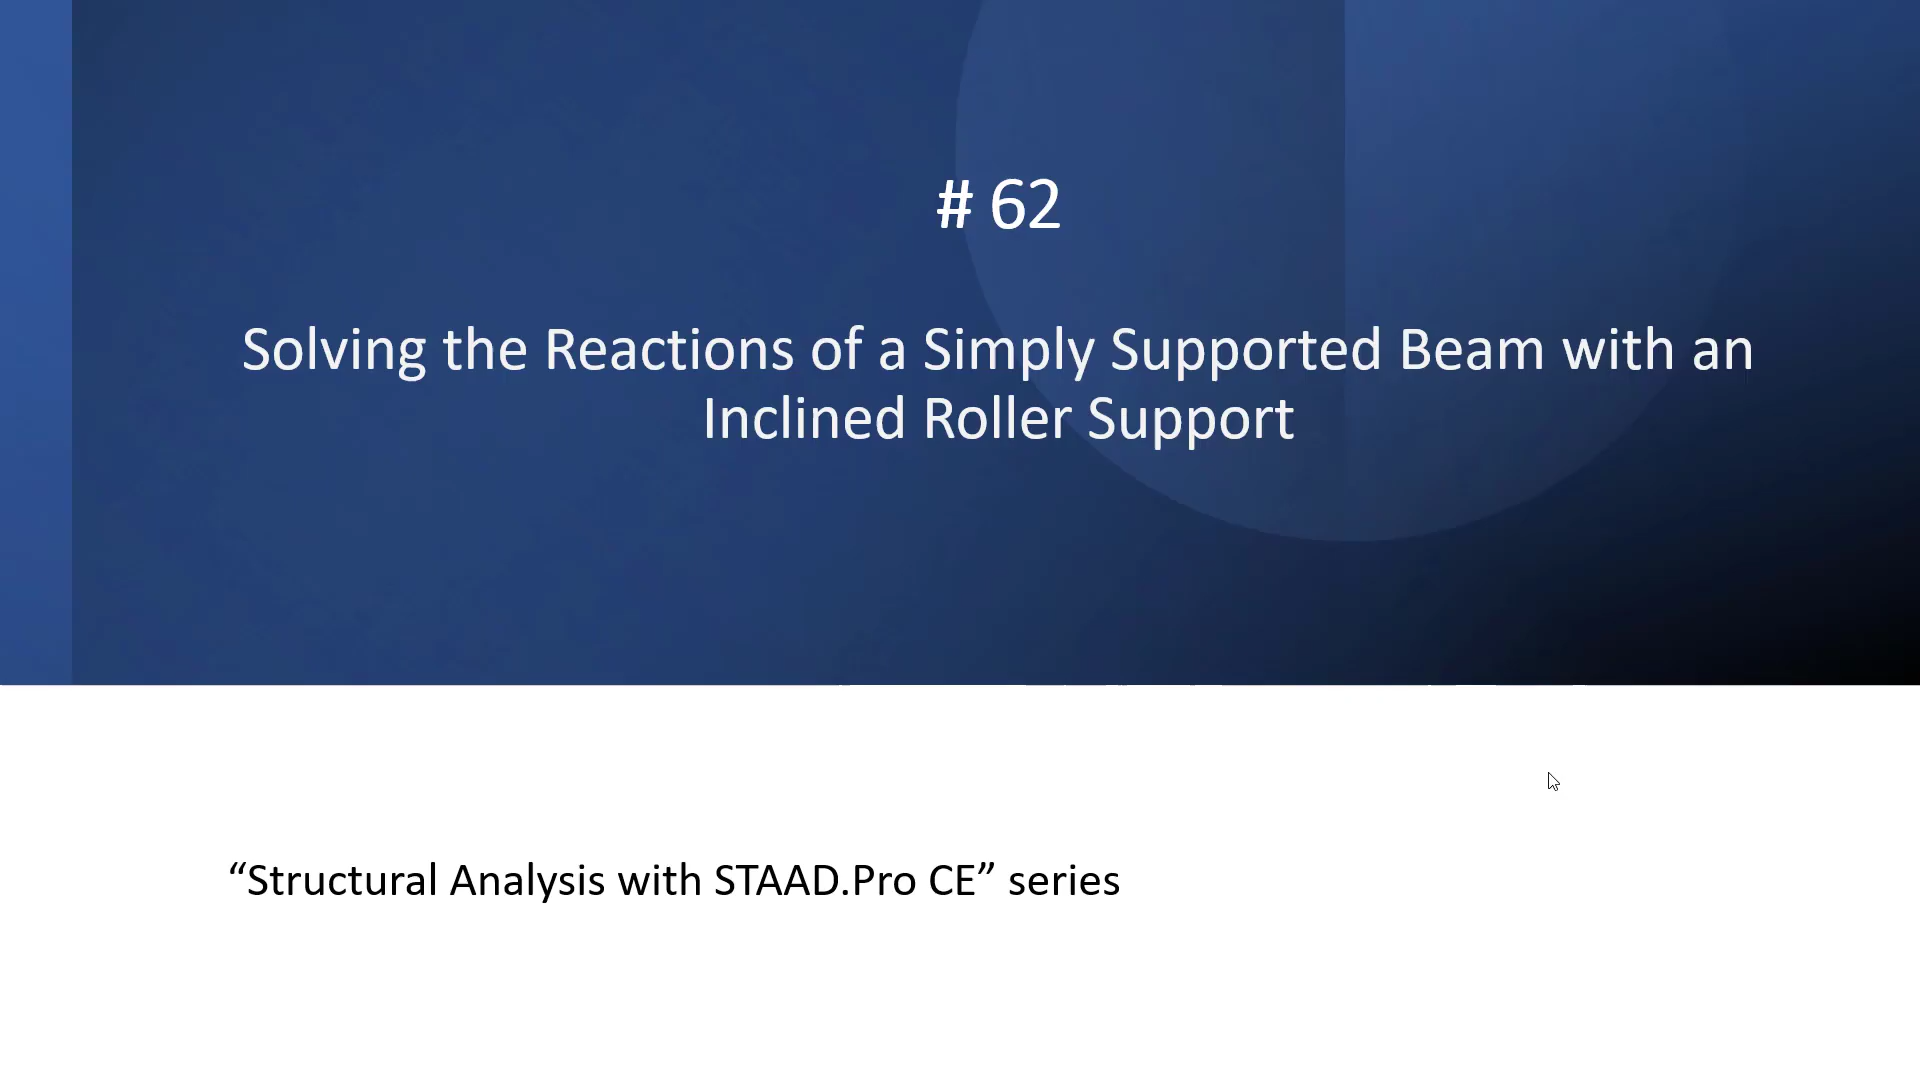 # 62
Solving the Reactions of a Simply Supported Beam with an
Inclined Roller Support
“Structural Analysis with STAAD.Pro CE” series